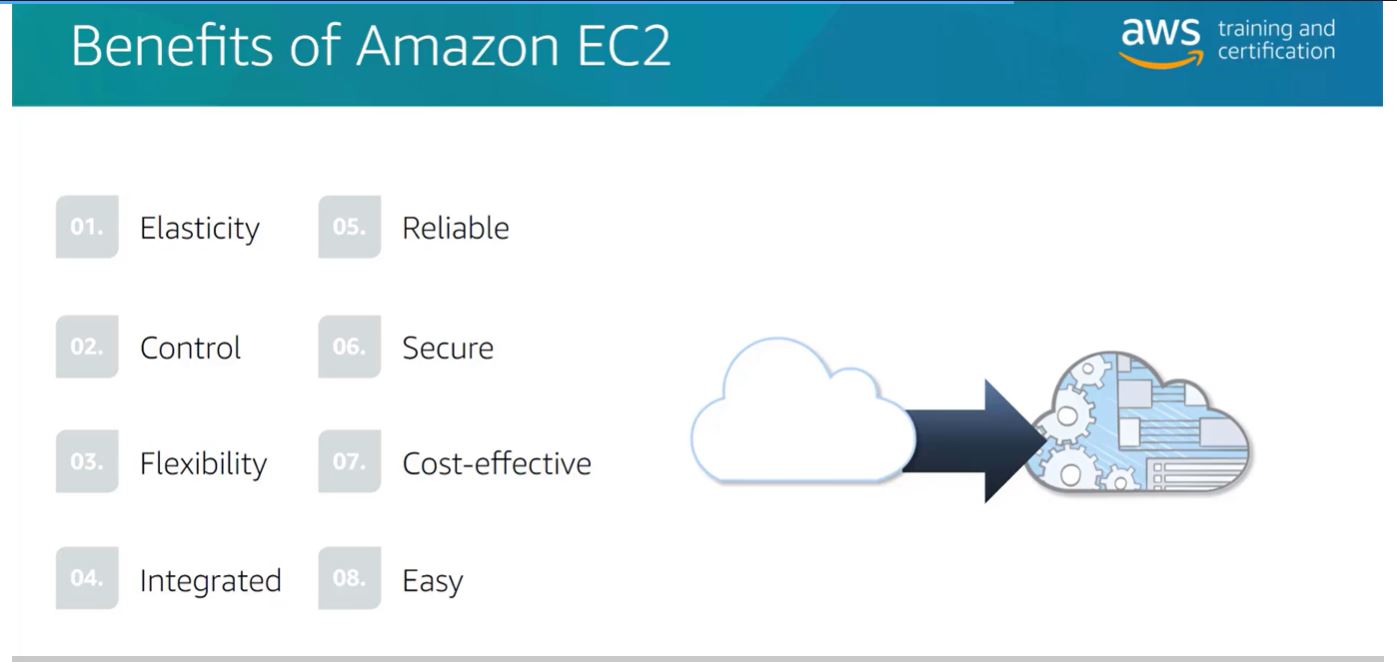 Benefits of Amazon EC2
aws training and
certification
01. Elasticity
02. Control
03. Flexibility
04. Integrated
05. Reliable
06. Secure
07. Cost-effective
08. Easy